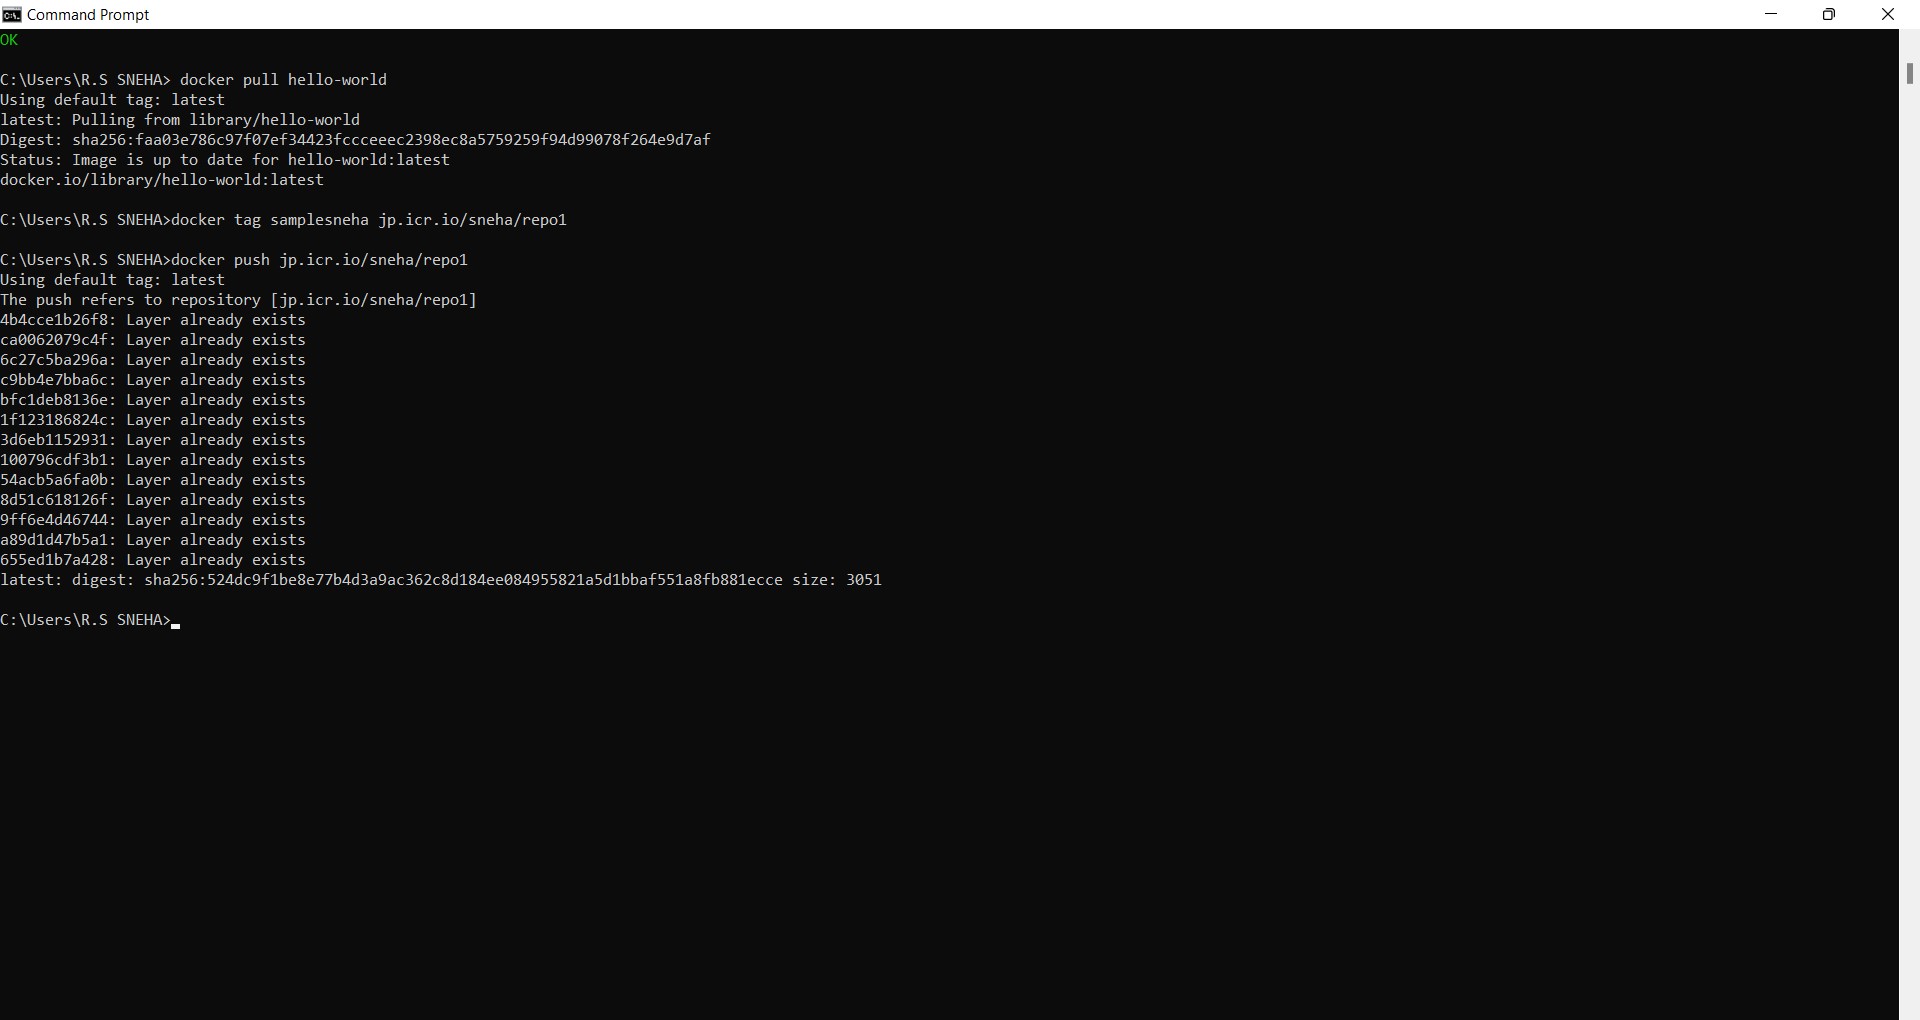 Command Prompt
OK
C:\Users\R.S SNEHA> docker pull hello-world
Using default tag: latest
latest: Pulling from library/hello-world
Digest: sha256:faa03e786c97f07ef34423fccceeec2398ec8a5759259f94d99078f264e9d7af
Status: Image is up to date for hello-world:latest
docker.io/library/hello-world:latest
C:\Users\R.S SNEHA>docker tag samplesneha jp.icr.io/sneha/repo1
C:\Users\R.S SNEHA>docker push jp.icr.io/sneha/repo1
Using default tag: latest
The push refers to repository [jp.icr.io/sneha/repo1]
4b4cce1b26f8: Layer already exists
ca0062079c4f: Layer already exists
6c27c5ba296a: Layer already exists
c9bb4e7bba6c: Layer already exists
bfc1deb8136e: Layer already exists
1f123186824c: Layer already exists
3d6eb1152931: Layer already exists
100796cdf3b1: Layer already exists
54acb5a6fa0b: Layer already exists
8d51c618126f: Layer already exists
9ff6e4d46744: Layer already exists
a89d1d47b5a1: Layer already exists
655ed1b7a428: Layer already exists
latest: digest: sha256:524dc9f1be8e77b4d3a9ac362c8d184ee084955821a5d1bbaf551a8fb881ecce size: 3051
C:\Users\R.S SNEHA>